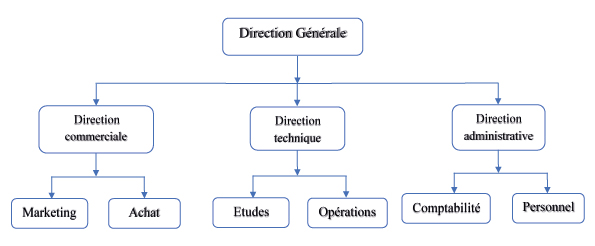 Direction Générale
Direction
commerciale
Direction
technique
Direction
administrative
Marketing
Achat
Etudes
Opérations
Comptabilité
Personnel